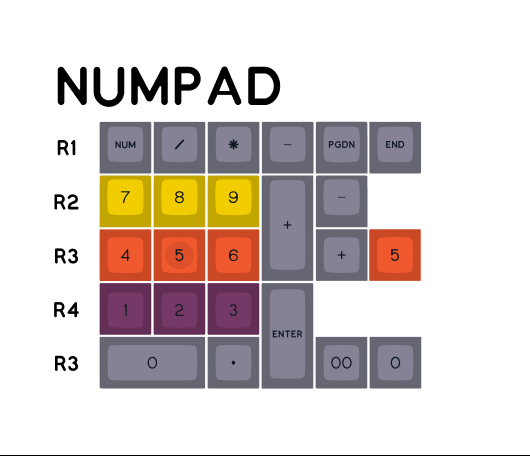 NUMPAD
R1 NUM / * − PGDN END
R2 7 8 9 + −
R3 4 5 6 + 5
R4 1 2 3 ENTER
R3 0 • 00 0